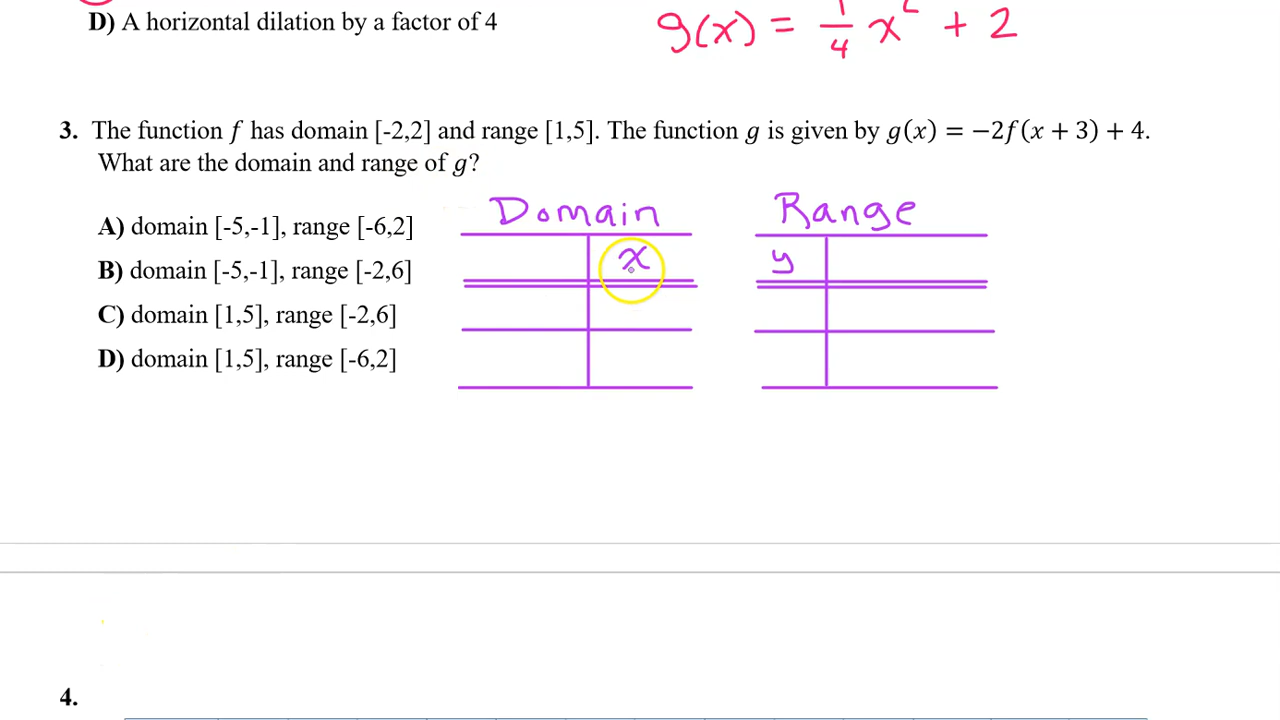 D) A horizontal dilation by a factor of 4
g(x) = 1/4 x² + 2
3. The function f has domain [-2,2] and range [1,5]. The function g is given by g(x) = −2f(x + 3) + 4.
What are the domain and range of g?
Domain
Range
A) domain [-5,-1], range [-6,2]
x
y
B) domain [-5,-1], range [-2,6]
C) domain [1,5], range [-2,6]
D) domain [1,5], range [-6,2]
4.